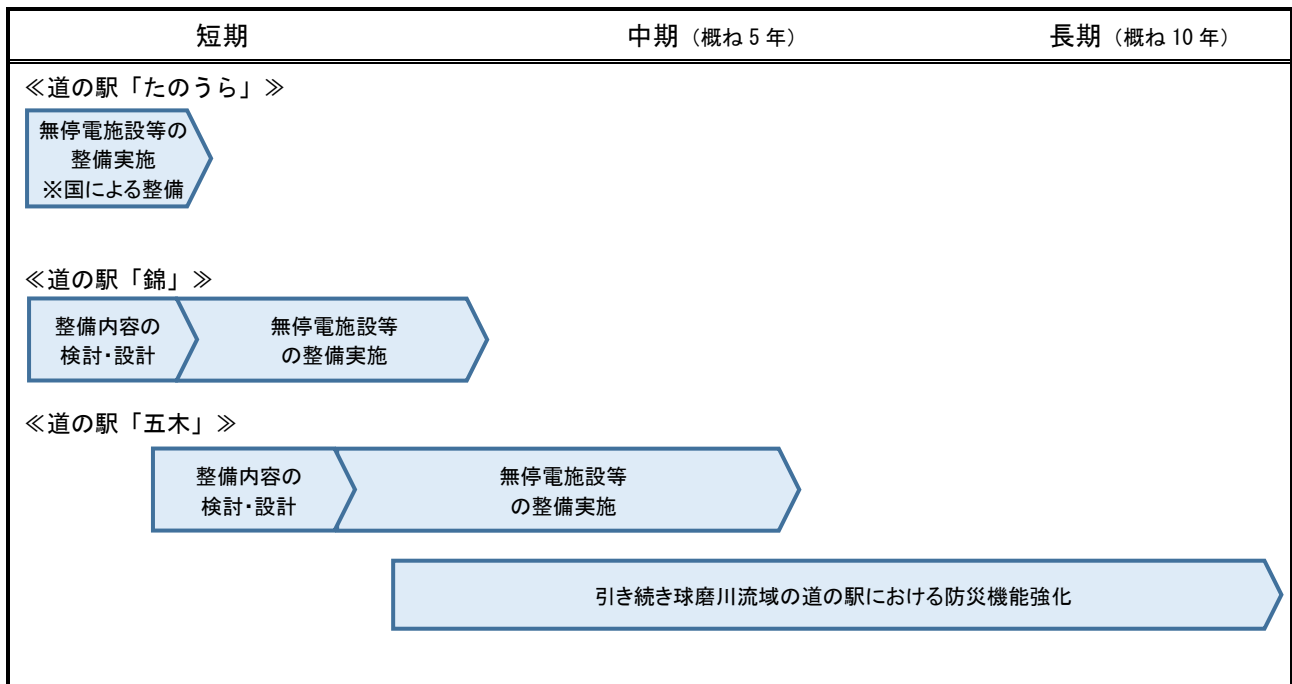 短期 中期（概ね5年） 長期（概ね10年）
≪道の駅「たのうら」≫
無停電施設等の
整備実施
※国による整備
≪道の駅「錦」≫
整備内容の
検討・設計
無停電施設等
の整備実施
≪道の駅「五木」≫
整備内容の
検討・設計
無停電施設等
の整備実施
引き続き球磨川流域の道の駅における防災機能強化